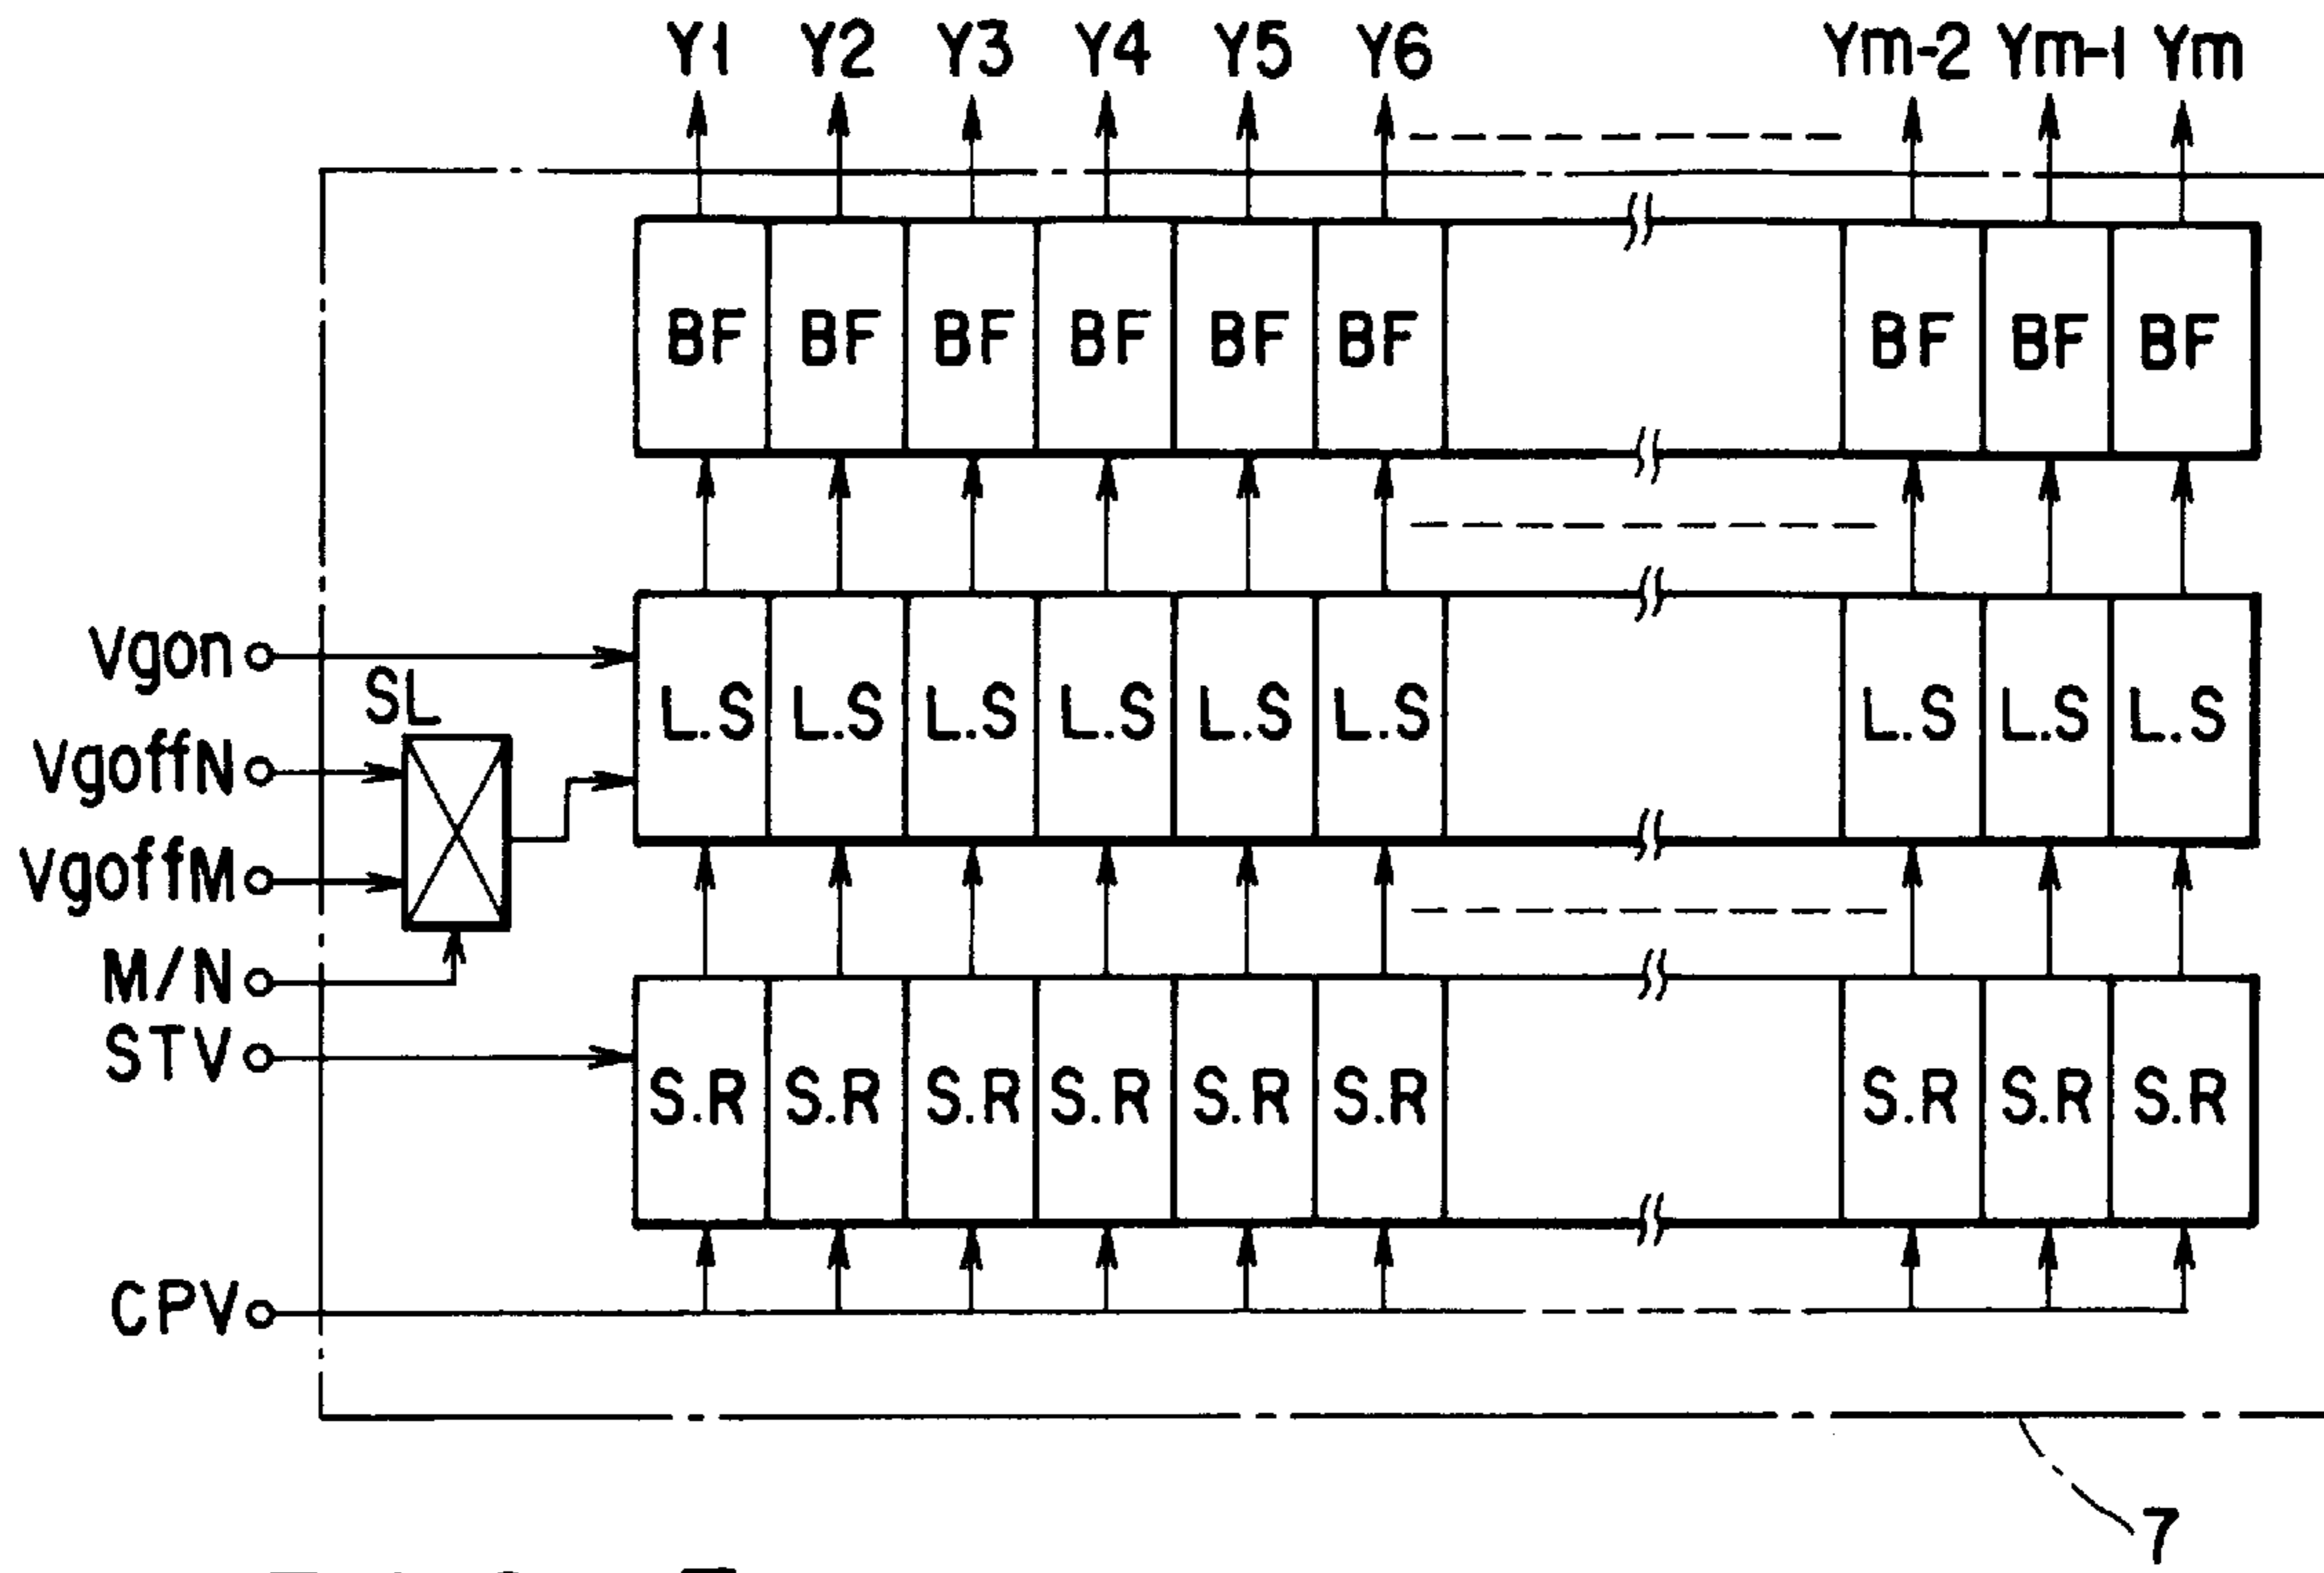 Y1 Y2 Y3 Y4 Y5 Y6 Ym-2 Ym-1 Ym
BF BF BF BF BF BF BF BF BF
Vgon
SL
L.S L.S L.S L.S L.S L.S L.S L.S L.S
VgoffN
VgoffM
M/N
STV
S.R S.R S.R S.R S.R S.R S.R S.R S.R
CPV
7